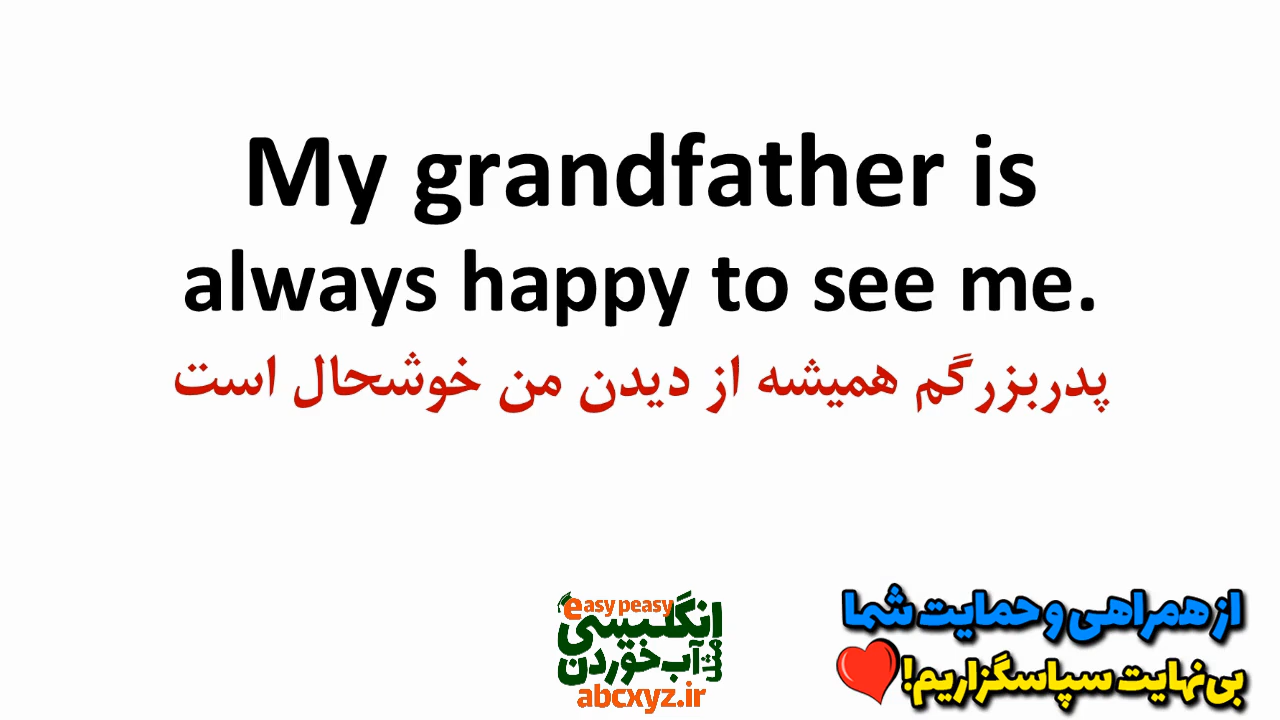 My grandfather is
always happy to see me.
پدربزرگم همیشه از دیدن من خوشحال است
easy peasy
انگلیسی
مثل آب خوردن
abcxyz.ir
از همراهی و حمایت شما
بی‌نهایت سپاسگزاریم!